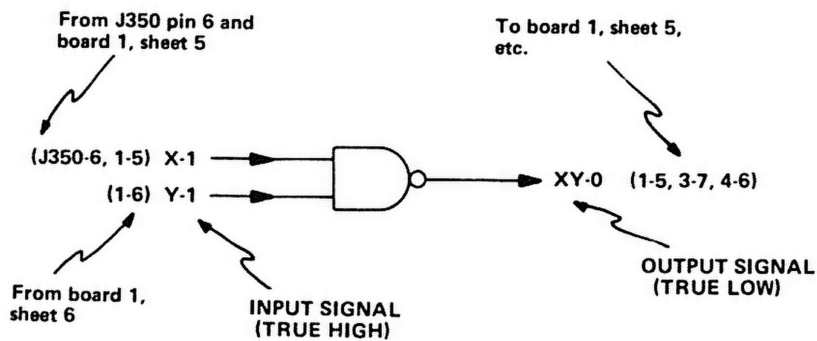 From J350 pin 6 and
board 1, sheet 5
To board 1, sheet 5,
etc.
(J350-6, 1-5) X-1
XY-0 (1-5, 3-7, 4-6)
(1-6) Y-1
From board 1,
sheet 6
INPUT SIGNAL
(TRUE HIGH)
OUTPUT SIGNAL
(TRUE LOW)